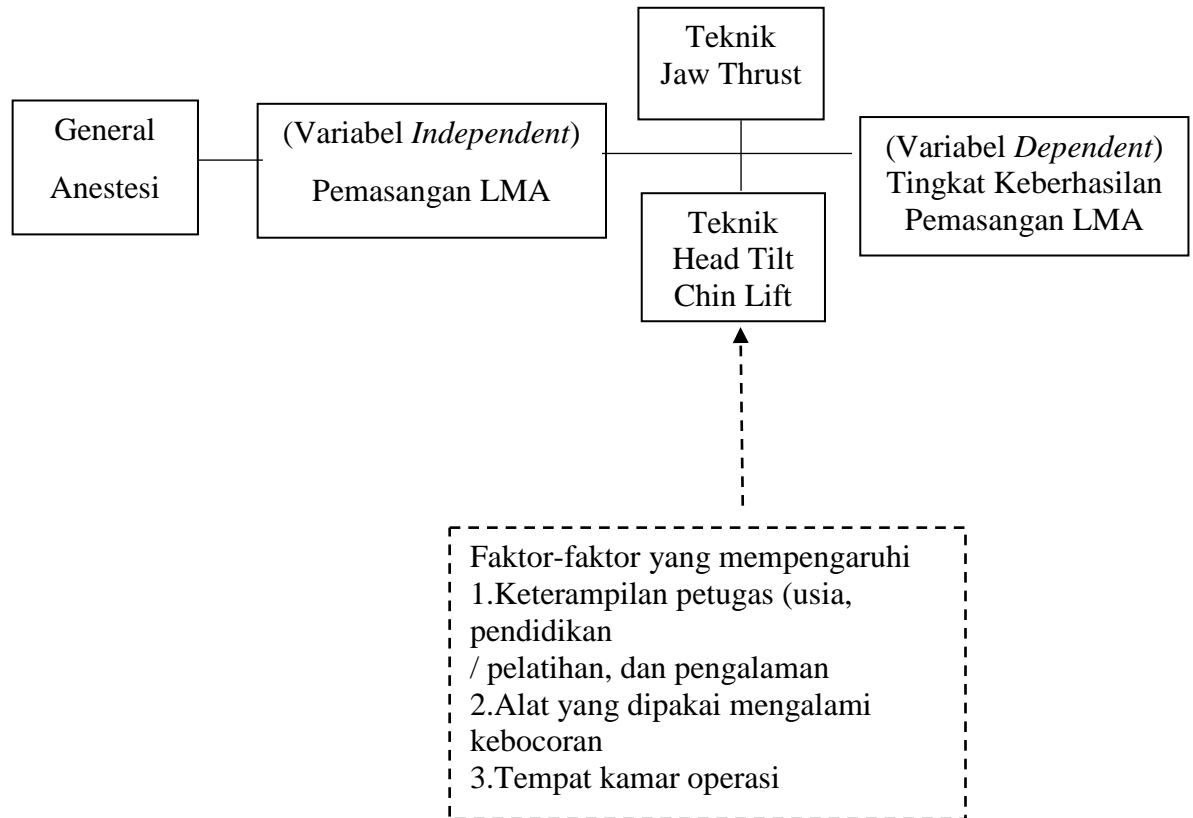 Teknik
Jaw Thrust
General
Anestesi
(Variabel Independent)
Pemasangan LMA
(Variabel Dependent)
Tingkat Keberhasilan
Pemasangan LMA
Teknik
Head Tilt
Chin Lift
Faktor-faktor yang mempengaruhi
1.Keterampilan petugas (usia,
pendidikan
/ pelatihan, dan pengalaman
2.Alat yang dipakai mengalami
kebocoran
3.Tempat kamar operasi